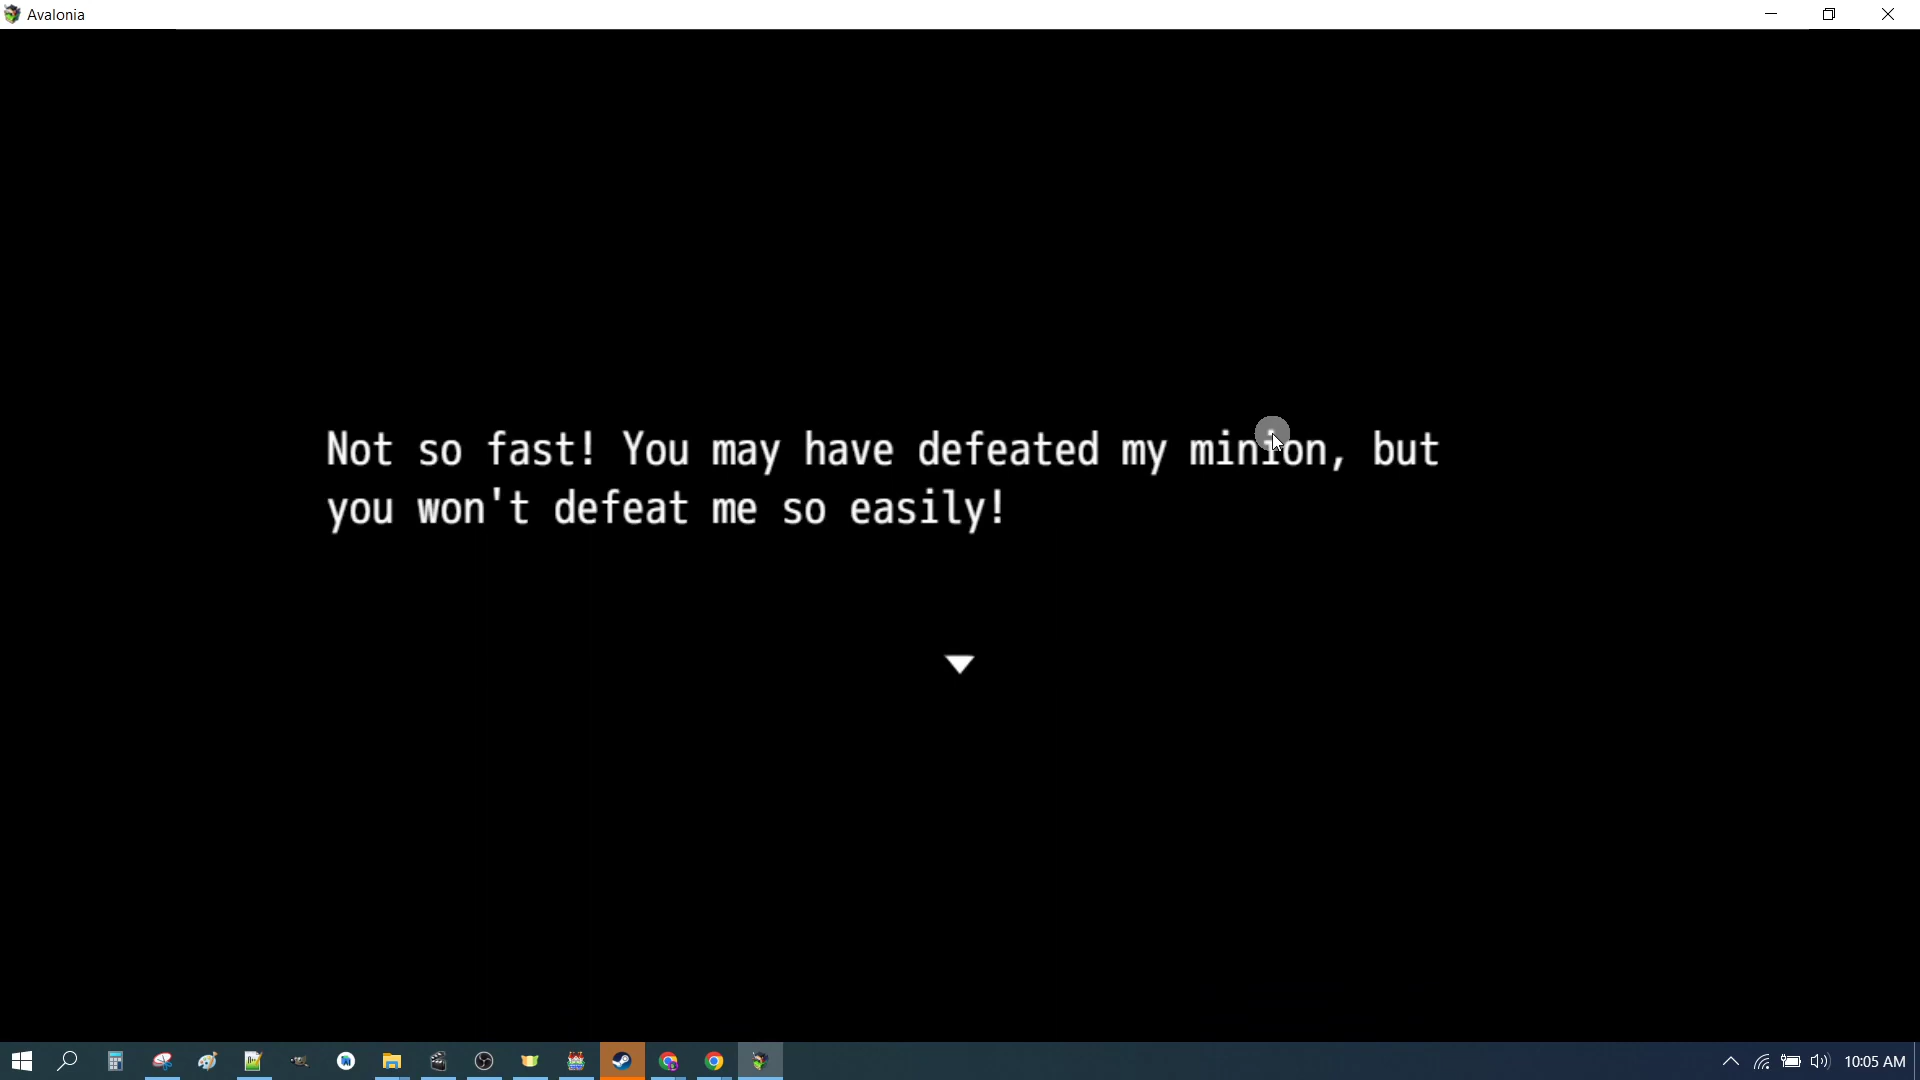 Avalonia
Not so fast! You may have defeated my minion, but
you won't defeat me so easily!
10:05 AM